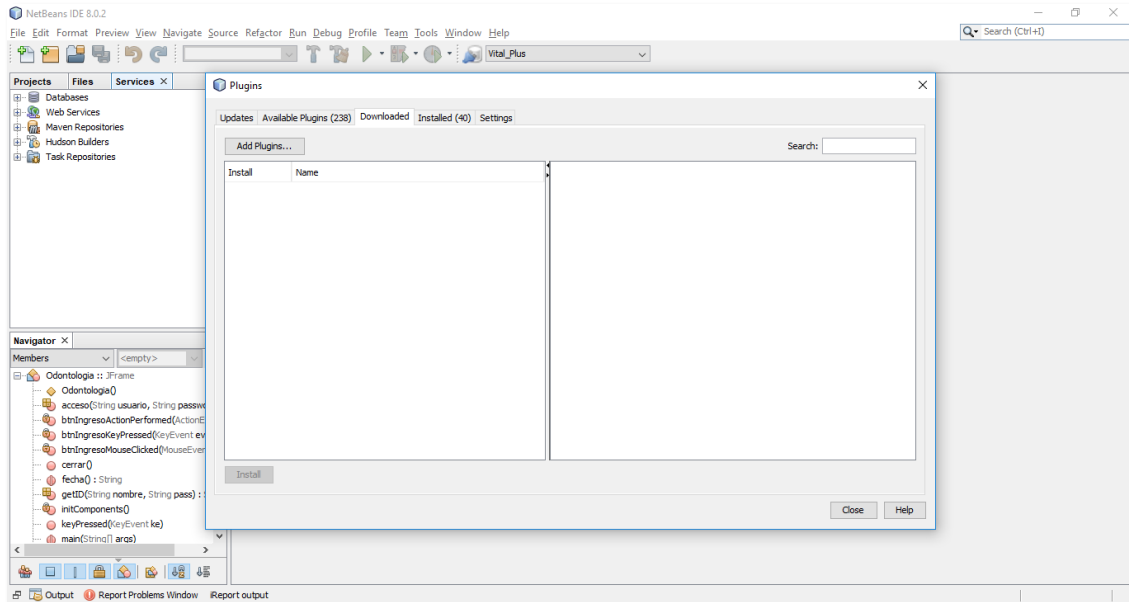 NetBeans IDE 8.0.2
File Edit Format Preview View Navigate Source Refactor Run Debug Profile Team Tools Window Help
Search (Ctrl+I)
Vital_Plus
Projects Files Services
Databases
Web Services
Maven Repositories
Hudson Builders
Task Repositories
Plugins
Updates Available Plugins (238) Downloaded Installed (40) Settings
Add Plugins...
Search:
Install Name
Install
Close Help
Navigator
Members <empty>
Odontologia :: JFrame
Odontologia()
acceso(String usuario, String passwo
btnIngresoActionPerformed(ActionE
btnIngresoKeyPressed(KeyEvent ev
btnIngresoMouseClicked(MouseEver
cerrar()
fecha() : String
getID(String nombre, String pass) :
initComponents()
keyPressed(KeyEvent ke)
main(String[] args)
Output Report Problems Window iReport output